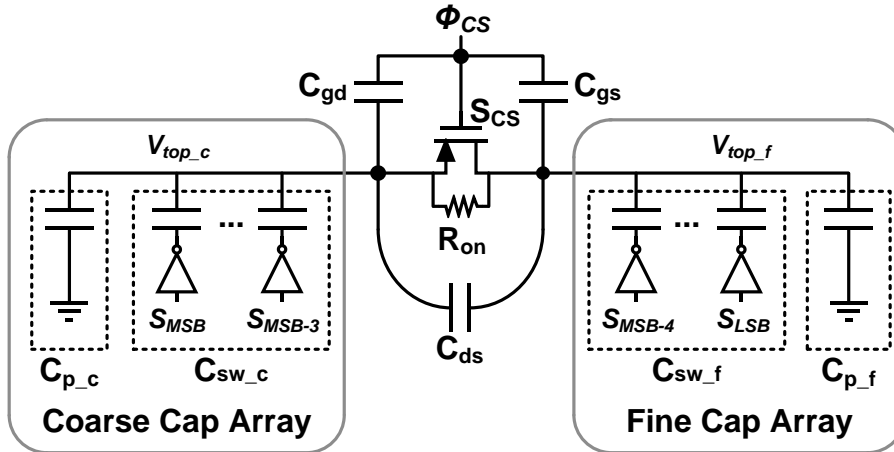 Φ_CS
C_gd
C_gs
S_CS
V_top_c
V_top_f
...
...
R_on
S_MSB
S_MSB-3
S_MSB-4
S_LSB
C_ds
C_p_c
C_sw_c
C_sw_f
C_p_f
Coarse Cap Array
Fine Cap Array